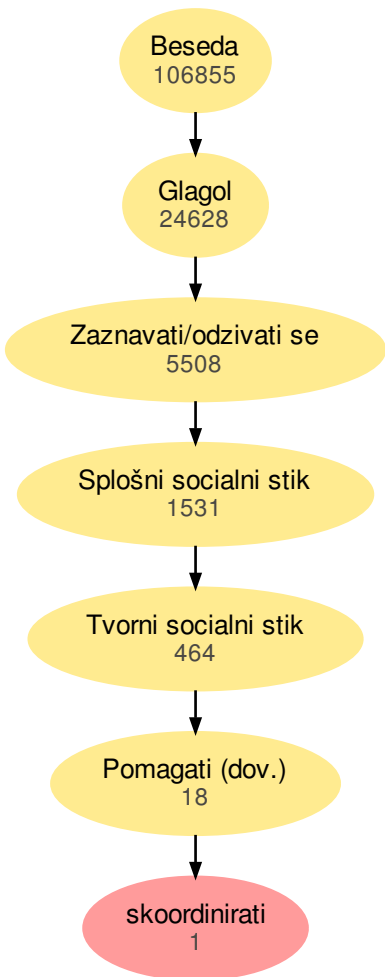 Beseda
106855
Glagol
24628
Zaznavati/odzivati se
5508
Splošni socialni stik
1531
Tvorni socialni stik
464
Pomagati (dov.)
18
skoordinirati
1